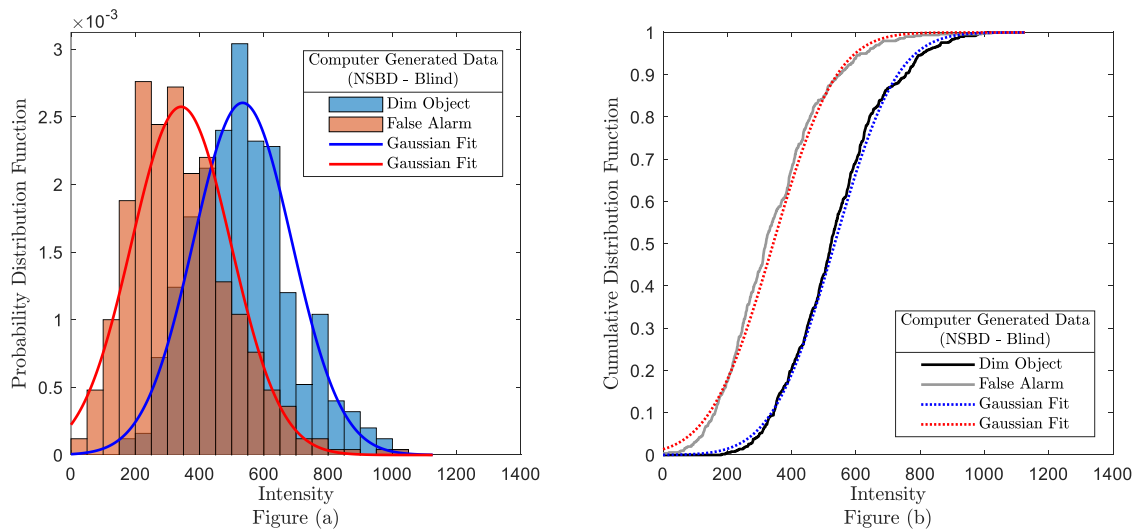 ×10⁻³
3
2.5
2
1.5
1
0.5
0
0 200 400 600 800 1000 1200 1400
Probability Distribution Function
Intensity
Figure (a)
Computer Generated Data
(NSBD - Blind)
Dim Object
False Alarm
Gaussian Fit
Gaussian Fit
1
0.9
0.8
0.7
0.6
0.5
0.4
0.3
0.2
0.1
0
0 200 400 600 800 1000 1200 1400
Cumulative Distribution Function
Intensity
Figure (b)
Computer Generated Data
(NSBD - Blind)
Dim Object
False Alarm
Gaussian Fit
Gaussian Fit